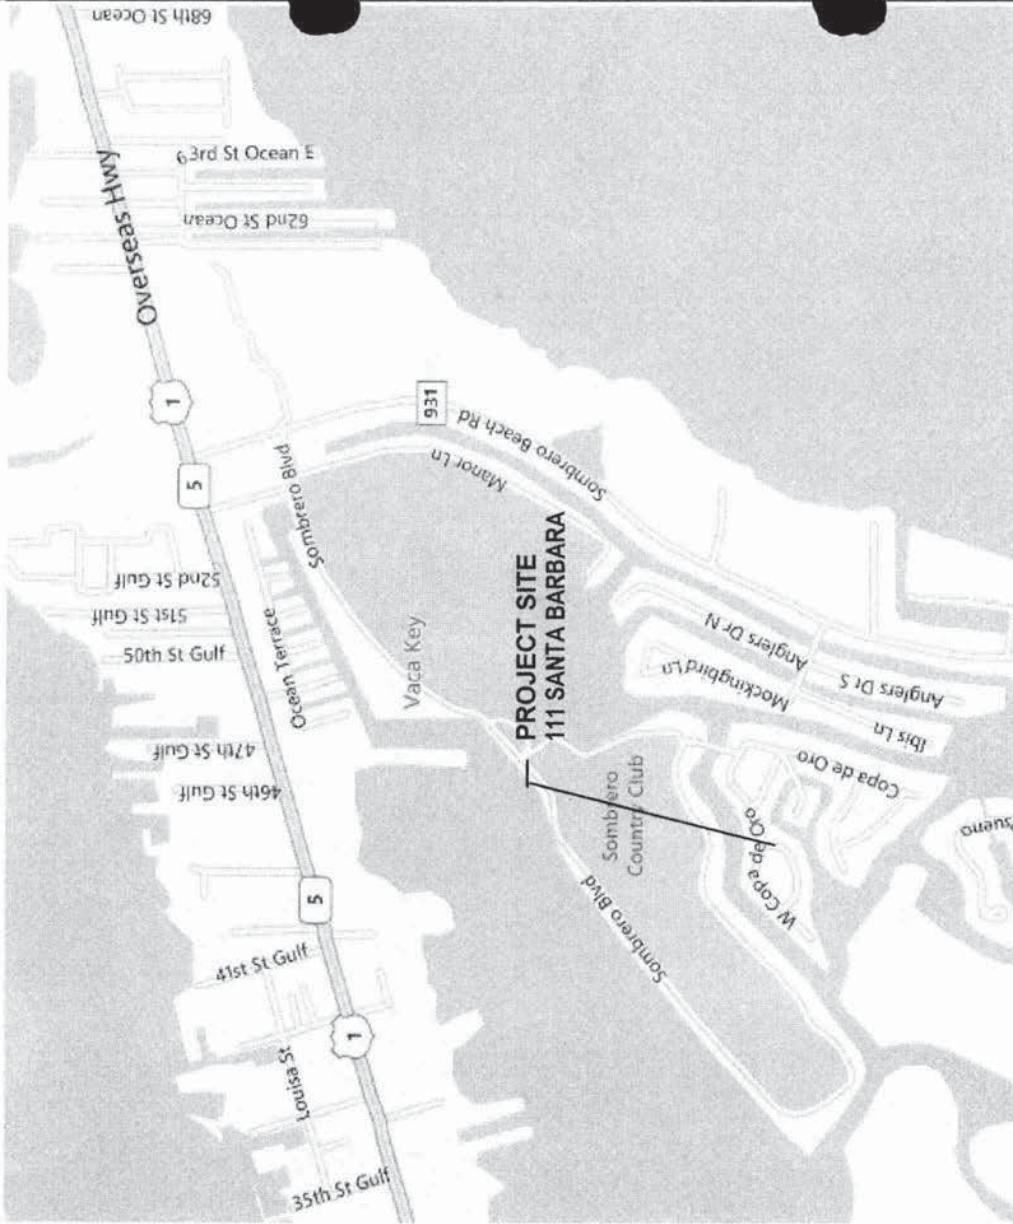 68th St Ocean
63rd St Ocean E
62nd St Ocean
Overseas Hwy
1
5
931
Sombrero Beach Rd
Manor Ln
Sombrero Blvd
52nd St Gulf
51st St Gulf
50th St Gulf
Ocean Terrace
Vaca Key
PROJECT SITE
111 SANTA BARBARA
Anglers Dr N
Anglers Dr S
Mockingbird Ln
Ibis Ln
Copa de Oro
47th St Gulf
46th St Gulf
Sombrero
Country Club
W Copa de Oro
Sombrero Blvd
5
41st St Gulf
1
Louisa St
35th St Gulf